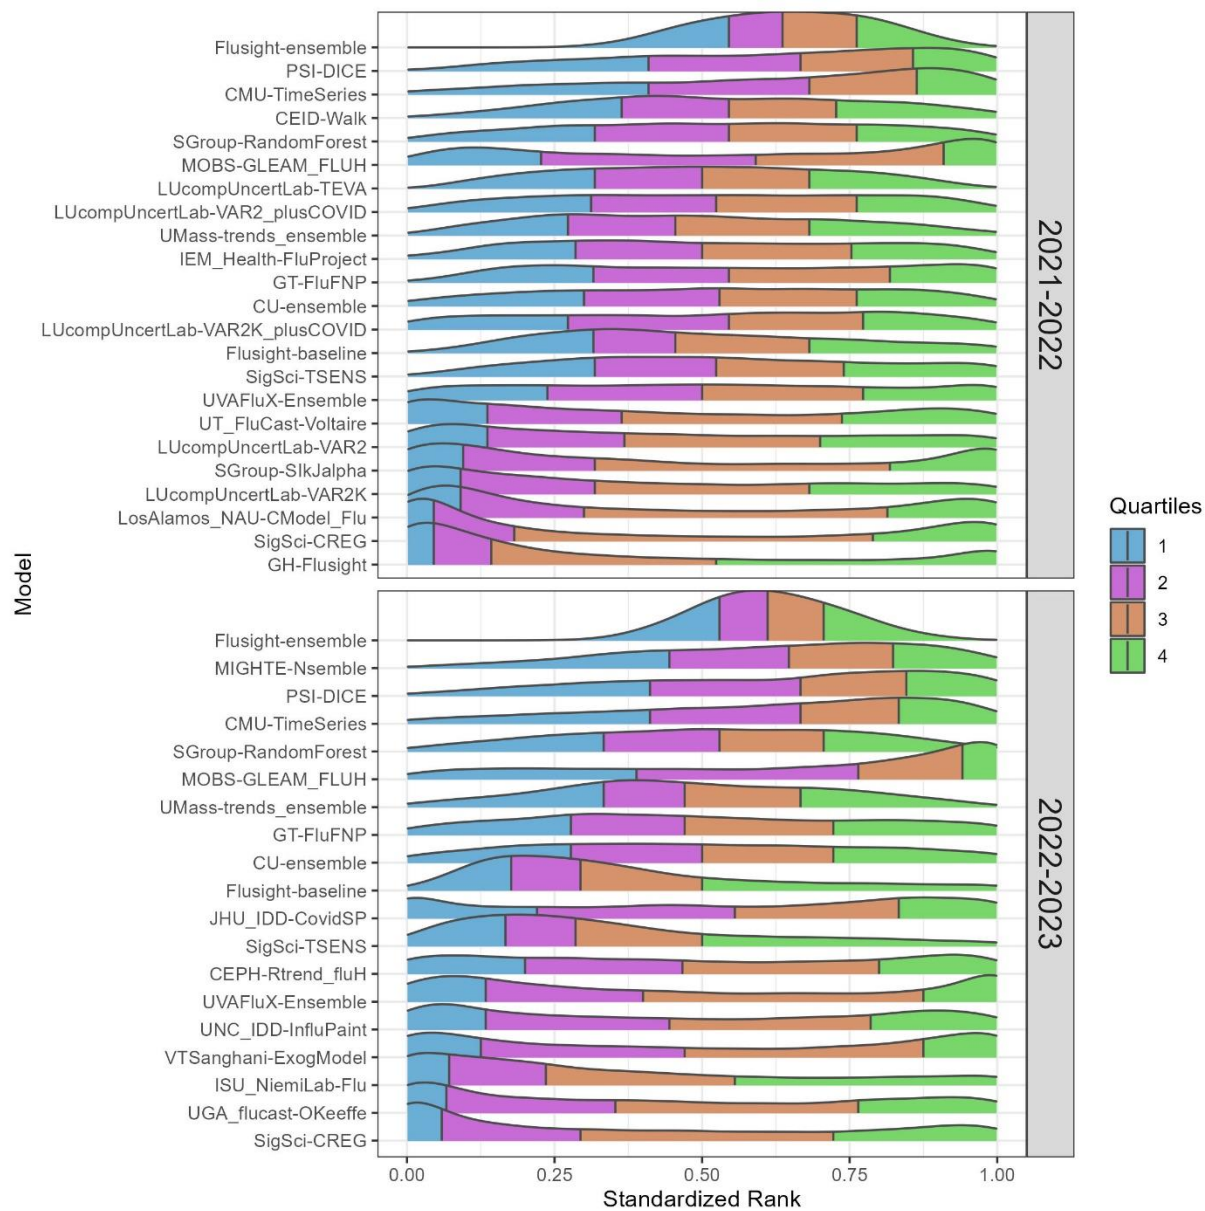 Model
Flusight-ensemble
PSI-DICE
CMU-TimeSeries
CEID-Walk
SGroup-RandomForest
MOBS-GLEAM_FLUH
LUcompUncertLab-TEVA
LUcompUncertLab-VAR2_plusCOVID
UMass-trends_ensemble
IEM_Health-FluProject
GT-FluFNP
CU-ensemble
LUcompUncertLab-VAR2K_plusCOVID
Flusight-baseline
SigSci-TSENS
UVAFluX-Ensemble
UT_FluCast-Voltaire
LUcompUncertLab-VAR2
SGroup-SIkJalpha
LUcompUncertLab-VAR2K
LosAlamos_NAU-CModel_Flu
SigSci-CREG
GH-Flusight
2021-2022
Flusight-ensemble
MIGHTE-Nsemble
PSI-DICE
CMU-TimeSeries
SGroup-RandomForest
MOBS-GLEAM_FLUH
UMass-trends_ensemble
GT-FluFNP
CU-ensemble
Flusight-baseline
JHU_IDD-CovidSP
SigSci-TSENS
CEPH-Rtrend_fluH
UVAFluX-Ensemble
UNC_IDD-InfluPaint
VTSanghani-ExogModel
ISU_NiemiLab-Flu
UGA_flucast-OKeeffe
SigSci-CREG
2022-2023
0.00 0.25 0.50 0.75 1.00
Standardized Rank
Quartiles
1
2
3
4